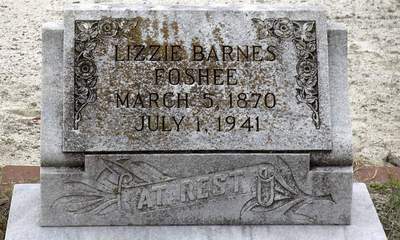 LIZZIE BARNES
FOSHEE
MARCH 5, 1870
JULY 1, 1941
AT REST